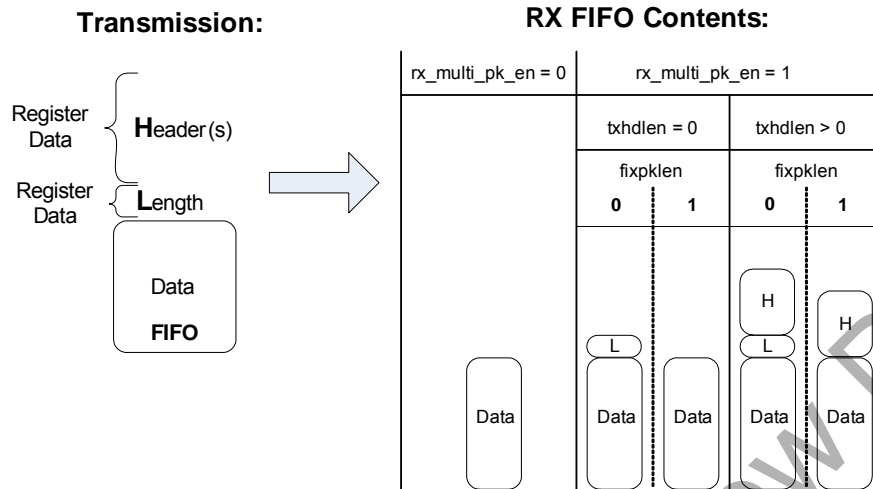 Transmission:
RX FIFO Contents:
Register
Data
Header(s)
Register
Data
Length
Data
FIFO
rx_multi_pk_en = 0
rx_multi_pk_en = 1
txhdlen = 0
txhdlen > 0
fixpklen
fixpklen
0
1
0
1
H
H
L
L
Data
Data
Data
Data
Data